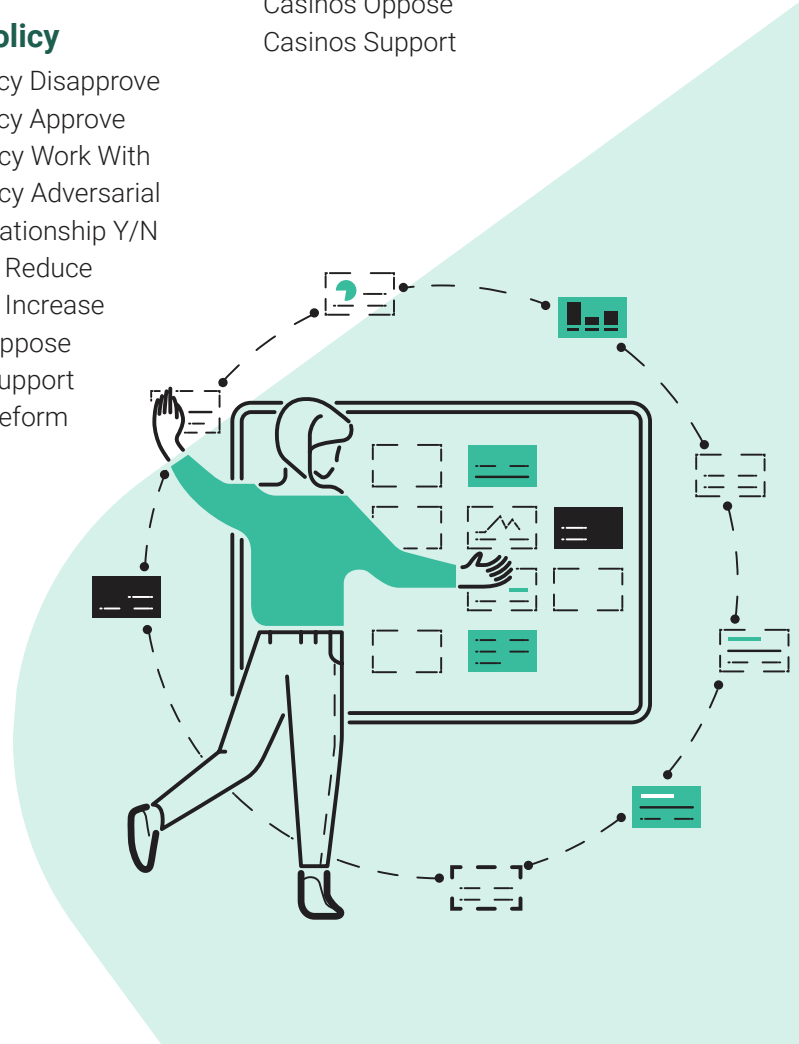 Casinos Oppose
Casinos Support
olicy
cy Disapprove
cy Approve
cy Work With
cy Adversarial
ationship Y/N
Reduce
Increase
ppose
upport
eform